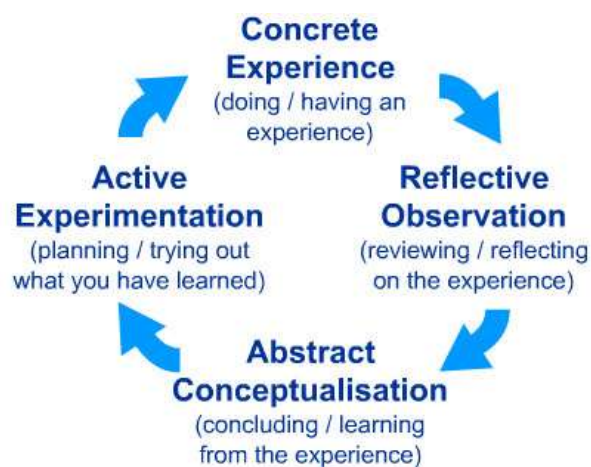 Concrete
Experience
(doing / having an
experience)
Reflective
Observation
(reviewing / reflecting
on the experience)
Abstract
Conceptualisation
(concluding / learning
from the experience)
Active
Experimentation
(planning / trying out
what you have learned)